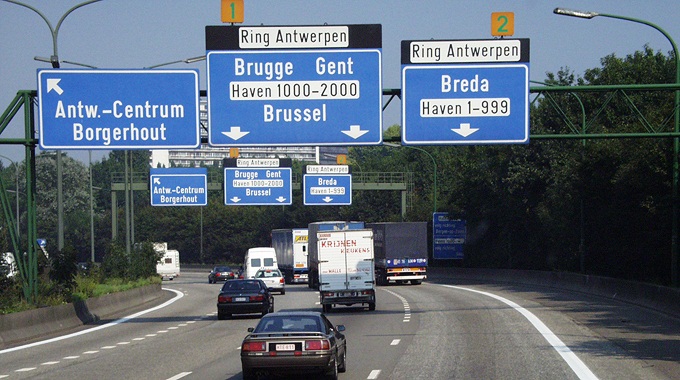 1
2
Ring Antwerpen
Ring Antwerpen
Antw.-Centrum
Borgerhout
Brugge Gent
Haven 1000-2000
Brussel
Breda
Haven 1-999
Antw.-Centrum
Borgerhout
Ring Antwerpen
Brugge Gent
Haven 1000-2000
Brussel
Ring Antwerpen
Breda
Haven 1-999
KRIJNEN
KEUKENS